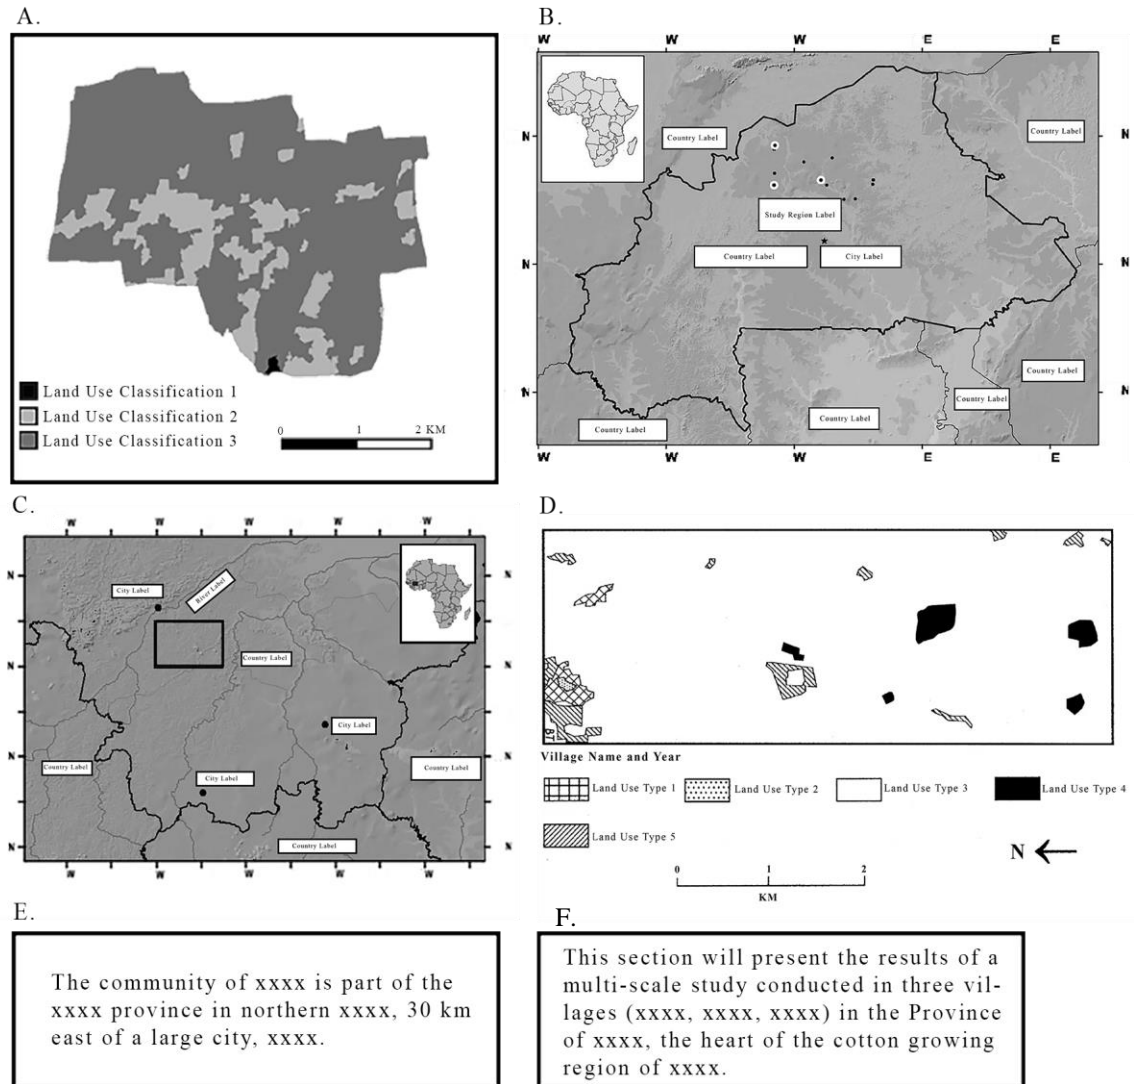 A.
Land Use Classification 1
Land Use Classification 2
Land Use Classification 3
0 1 2 KM
B.
W W W E E
N
N
N
N
N
N
Country Label
Country Label
Study Region Label
Country Label
City Label
Country Label
Country Label
Country Label
Country Label
W W W E E
C.
W W W W W
N
N
N
N
N
N
N
N
City Label
River Label
Country Label
City Label
Country Label
City Label
Country Label
Country Label
W W W W W
D.
BT
Village Name and Year
Land Use Type 1
Land Use Type 2
Land Use Type 3
Land Use Type 4
Land Use Type 5
N
0 1 2
KM
E.
The community of xxxx is part of the
xxxx province in northern xxxx, 30 km
east of a large city, xxxx.
F.
This section will present the results of a
multi-scale study conducted in three vil-
lages (xxxx, xxxx, xxxx) in the Province
of xxxx, the heart of the cotton growing
region of xxxx.